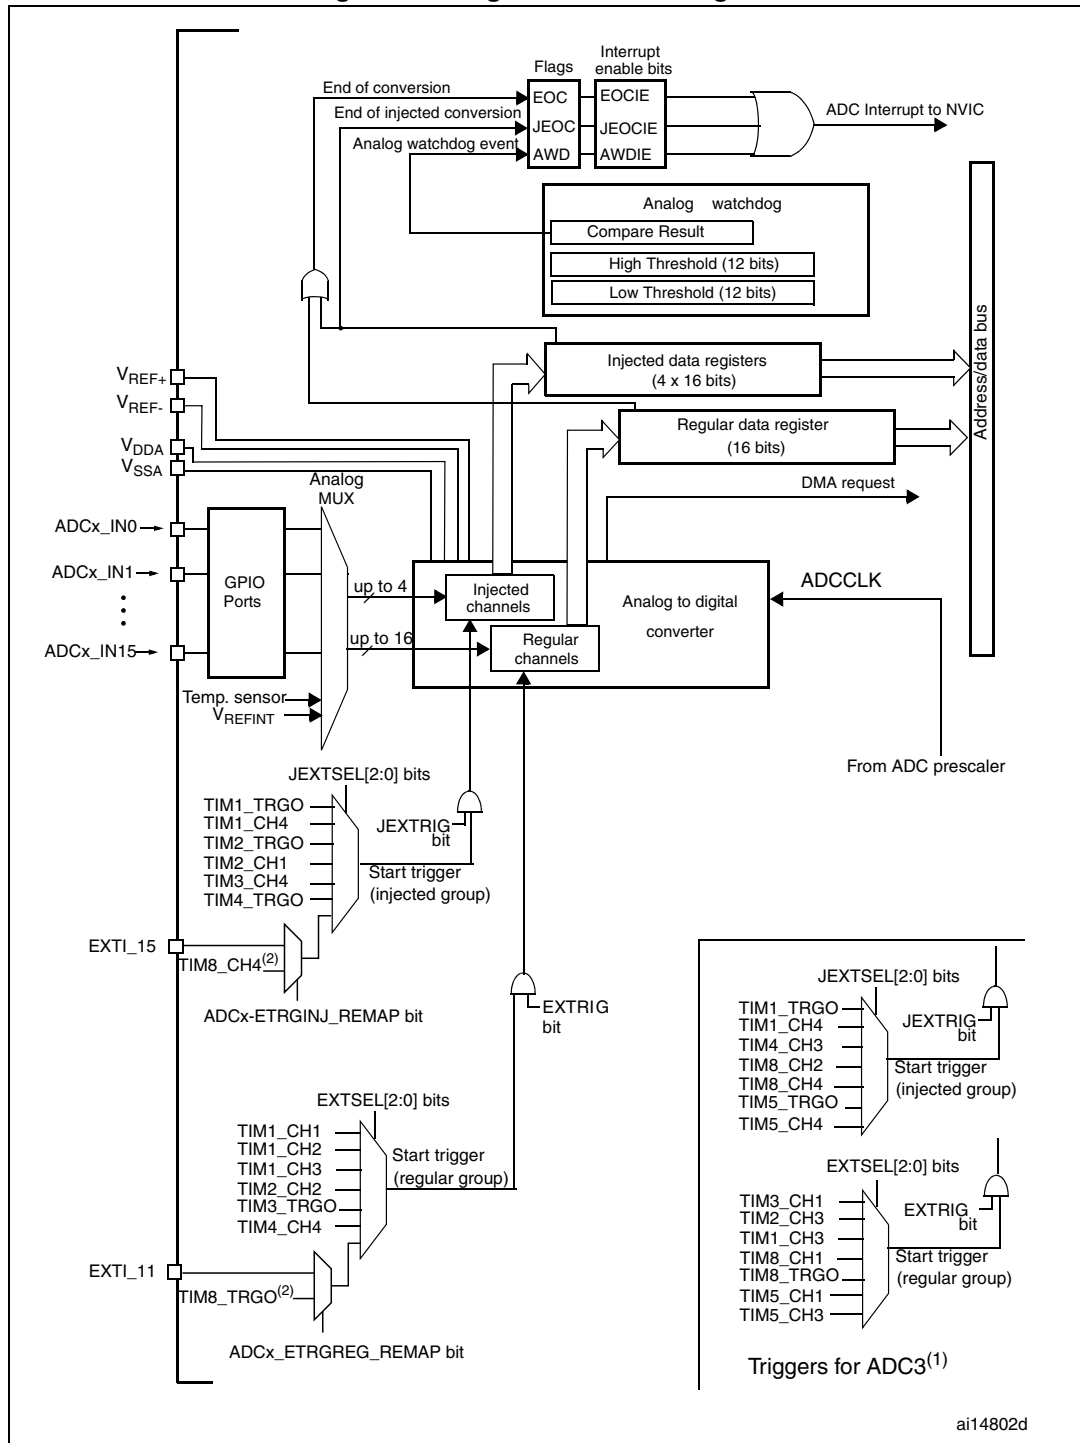 Flags
Interrupt
enable bits
End of conversion
EOC
EOCIE
End of injected conversion
JEOC
JEOCIE
ADC Interrupt to NVIC
Analog watchdog event
AWD
AWDIE
Analog watchdog
Compare Result
High Threshold (12 bits)
Low Threshold (12 bits)
Address/data bus
Injected data registers
(4 x 16 bits)
Regular data register
(16 bits)
DMA request
VREF+
VREF-
VDDA
VSSA
Analog
MUX
ADCx_IN0
ADCx_IN1
ADCx_IN15
GPIO
Ports
up to 4
up to 16
Injected
channels
Regular
channels
Analog to digital
converter
ADCCLK
Temp. sensor
VREFINT
From ADC prescaler
JEXTSEL[2:0] bits
TIM1_TRGO
TIM1_CH4
TIM2_TRGO
TIM2_CH1
TIM3_CH4
TIM4_TRGO
JEXTRIG
bit
Start trigger
(injected group)
EXTI_15
TIM8_CH4(2)
ADCx-ETRGINJ_REMAP bit
EXTRIG
bit
EXTSEL[2:0] bits
TIM1_CH1
TIM1_CH2
TIM1_CH3
TIM2_CH2
TIM3_TRGO
TIM4_CH4
Start trigger
(regular group)
EXTI_11
TIM8_TRGO(2)
ADCx_ETRGREG_REMAP bit
JEXTSEL[2:0] bits
TIM1_TRGO
TIM1_CH4
TIM4_CH3
TIM8_CH2
TIM8_CH4
TIM5_TRGO
TIM5_CH4
JEXTRIG
bit
Start trigger
(injected group)
EXTSEL[2:0] bits
TIM3_CH1
TIM2_CH3
TIM1_CH3
TIM8_CH1
TIM8_TRGO
TIM5_CH1
TIM5_CH3
EXTRIG
bit
Start trigger
(regular group)
Triggers for ADC3(1)
ai14802d